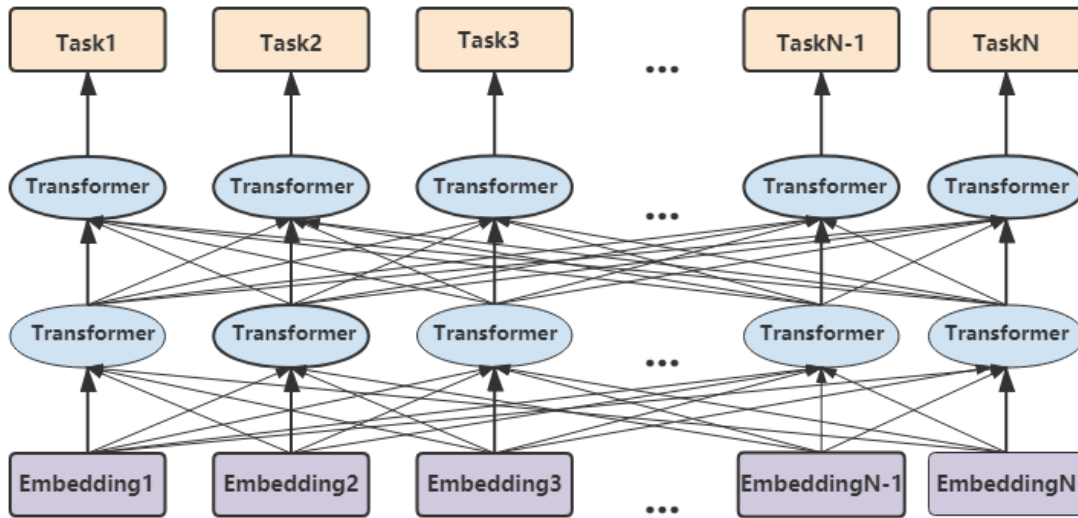 Task1 Task2 Task3 ... TaskN-1 TaskN
Transformer Transformer Transformer ... Transformer Transformer
Transformer Transformer Transformer ... Transformer Transformer
Embedding1 Embedding2 Embedding3 ... EmbeddingN-1 EmbeddingN